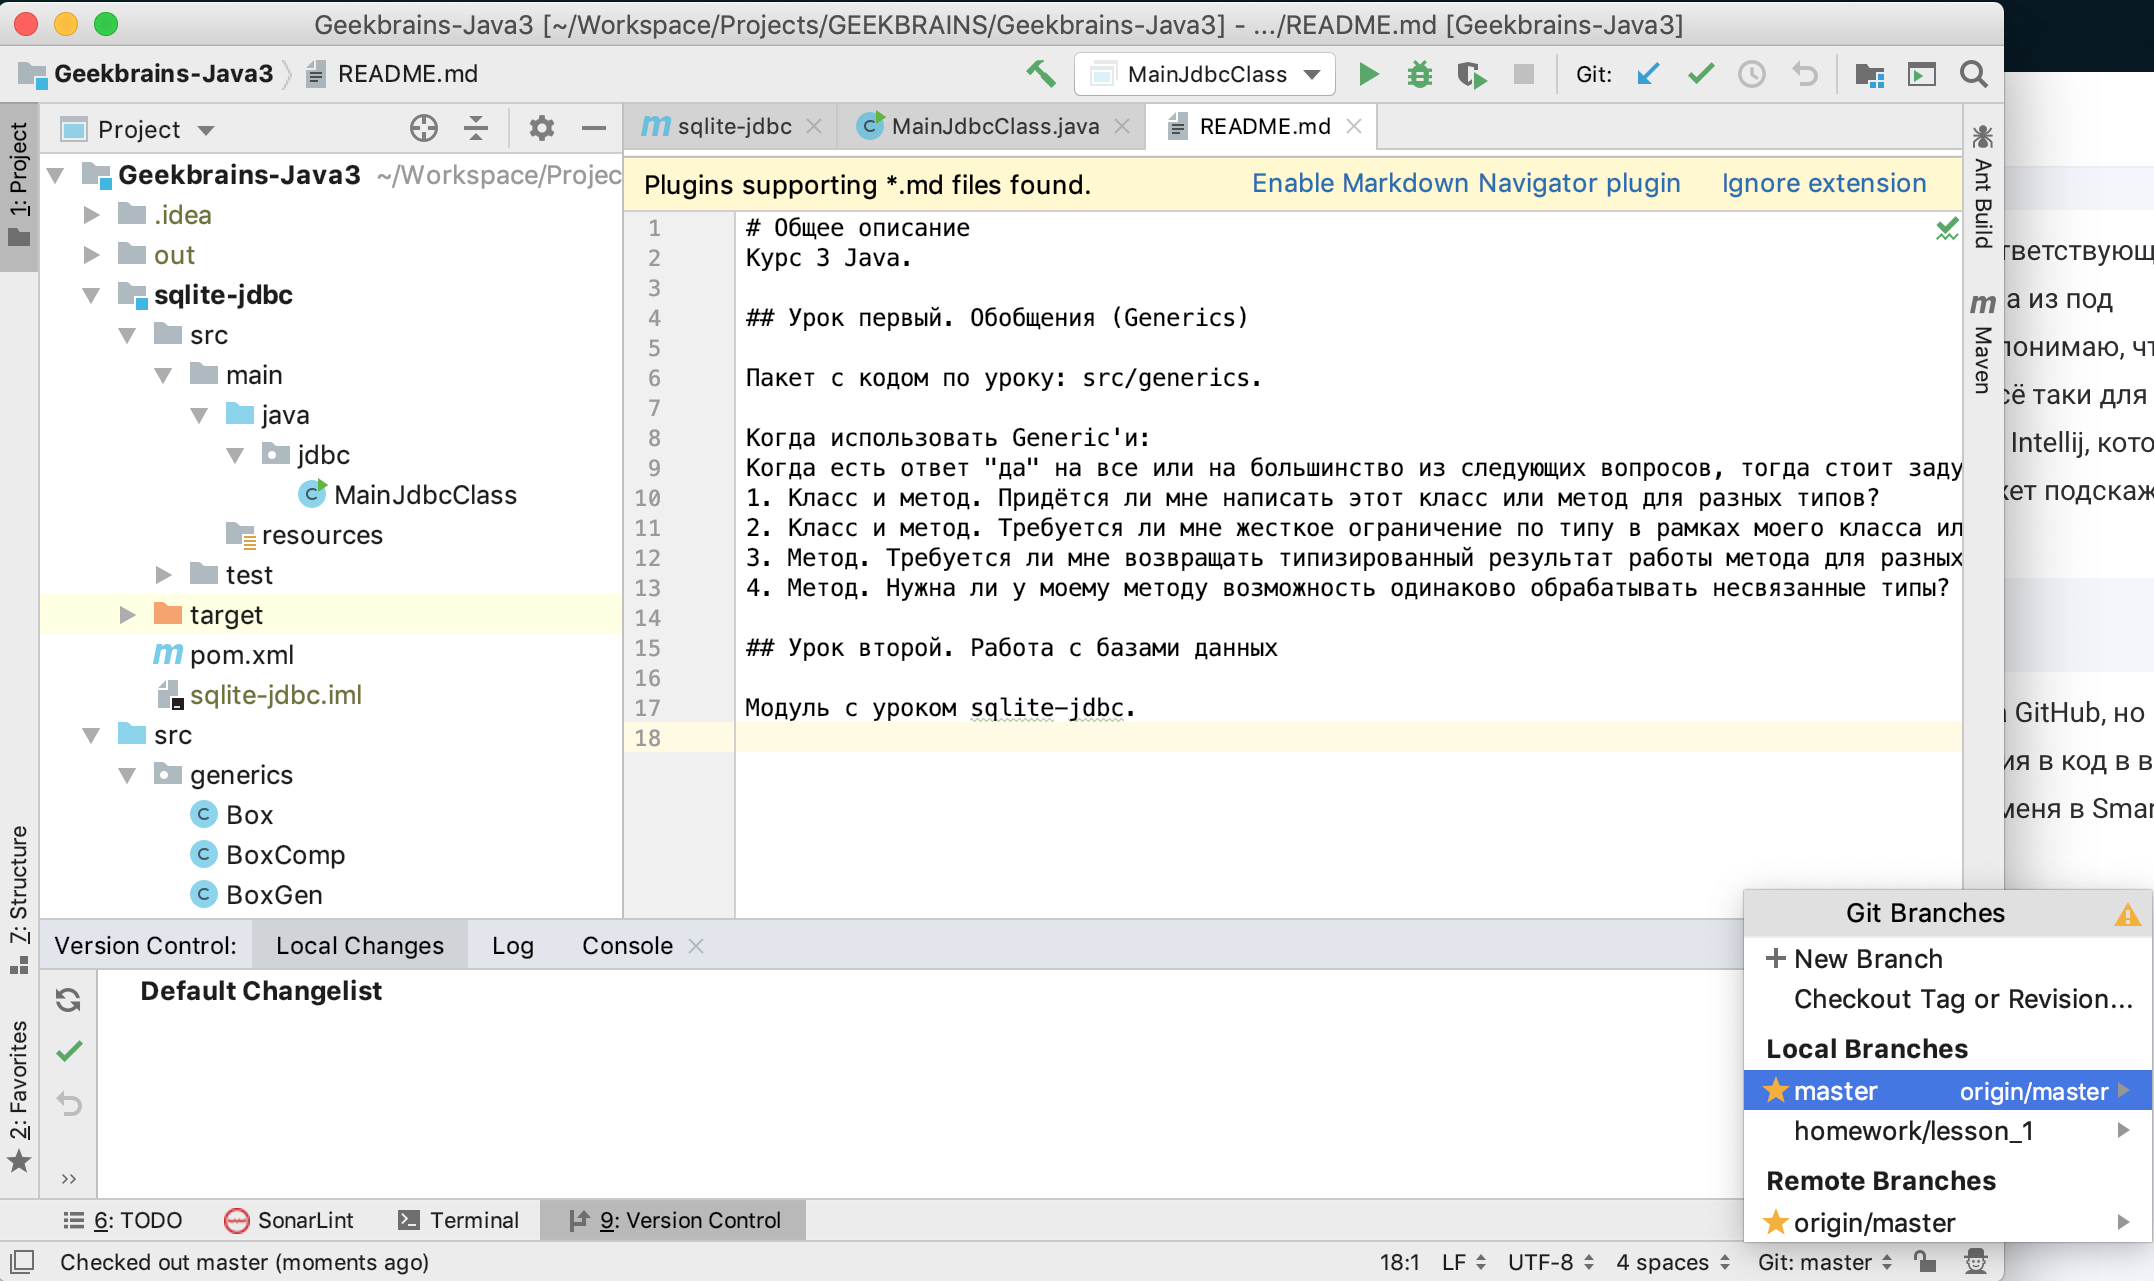 Geekbrains-Java3 [~/Workspace/Projects/GEEKBRAINS/Geekbrains-Java3] - .../README.md [Geekbrains-Java3]
Geekbrains-Java3 README.md MainJdbcClass Git:
1: Project
Project
sqlite-jdbc MainJdbcClass.java README.md
Geekbrains-Java3 ~/Workspace/Projec
.idea
out
sqlite-jdbc
src
main
java
jdbc
MainJdbcClass
resources
test
target
pom.xml
sqlite-jdbc.iml
src
generics
Box
BoxComp
BoxGen
Plugins supporting *.md files found. Enable Markdown Navigator plugin Ignore extension
1 # Общее описание
2 Курс 3 Java.
3
4 ## Урок первый. Обобщения (Generics)
5
6 Пакет с кодом по уроку: src/generics.
7
8 Когда использовать Generic'и:
9 Когда есть ответ "да" на все или на большинство из следующих вопросов, тогда стоит заду
10 1. Класс и метод. Придётся ли мне написать этот класс или метод для разных типов?
11 2. Класс и метод. Требуется ли мне жесткое ограничение по типу в рамках моего класса ил
12 3. Метод. Требуется ли мне возвращать типизированный результат работы метода для разных
13 4. Метод. Нужна ли у моему методу возможность одинаково обрабатывать несвязанные типы?
14
15 ## Урок второй. Работа с базами данных
16
17 Модуль с уроком sqlite-jdbc.
18
Ant Build
Maven
тветствующ
а из под
понимаю, чт
сё таки для
Intellij, кото
жет подскаж
GitHub, но
ия в код в в
меня в Smar
7: Structure
2: Favorites
Version Control: Local Changes Log Console
Default Changelist
Git Branches
New Branch
Checkout Tag or Revision...
Local Branches
master origin/master
homework/lesson_1
Remote Branches
origin/master
6: TODO SonarLint Terminal 9: Version Control
Checked out master (moments ago) 18:1 LF UTF-8 4 spaces Git: master